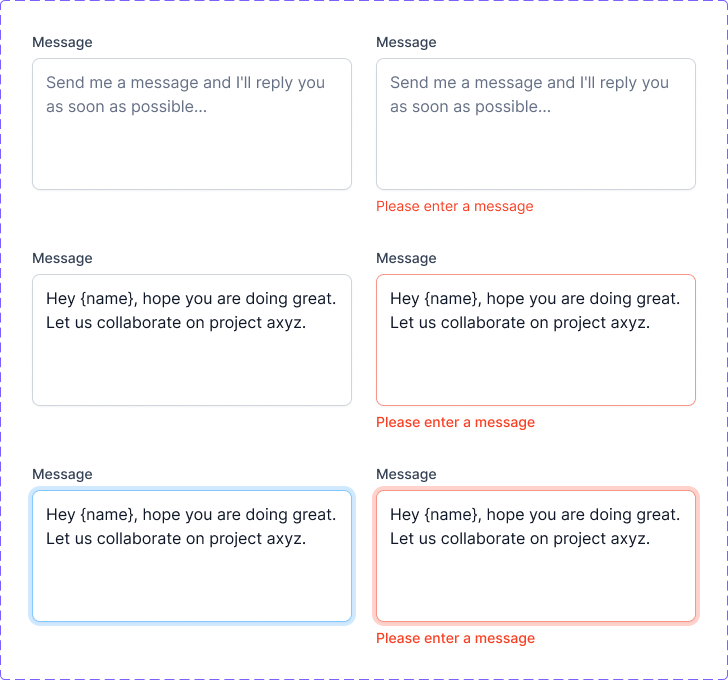 Message
Send me a message and I'll reply you
as soon as possible...
Message
Send me a message and I'll reply you
as soon as possible...
Please enter a message
Message
Hey {name}, hope you are doing great.
Let us collaborate on project axyz.
Message
Hey {name}, hope you are doing great.
Let us collaborate on project axyz.
Please enter a message
Message
Hey {name}, hope you are doing great.
Let us collaborate on project axyz.
Message
Hey {name}, hope you are doing great.
Let us collaborate on project axyz.
Please enter a message